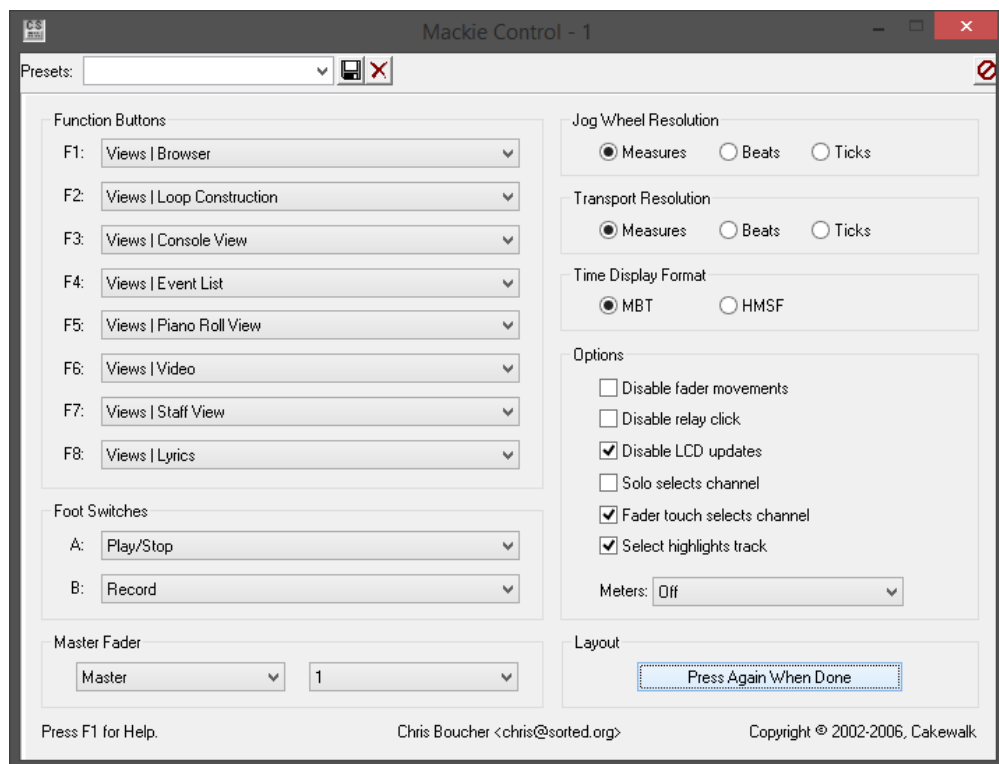 Mackie Control - 1
Presets:
Function Buttons
F1: Views | Browser
F2: Views | Loop Construction
F3: Views | Console View
F4: Views | Event List
F5: Views | Piano Roll View
F6: Views | Video
F7: Views | Staff View
F8: Views | Lyrics
Foot Switches
A: Play/Stop
B: Record
Master Fader
Master 1
Jog Wheel Resolution
Measures Beats Ticks
Transport Resolution
Measures Beats Ticks
Time Display Format
MBT HMSF
Options
Disable fader movements
Disable relay click
Disable LCD updates
Solo selects channel
Fader touch selects channel
Select highlights track
Meters: Off
Layout
Press Again When Done
Press F1 for Help. Chris Boucher <chris@sorted.org> Copyright © 2002-2006, Cakewalk